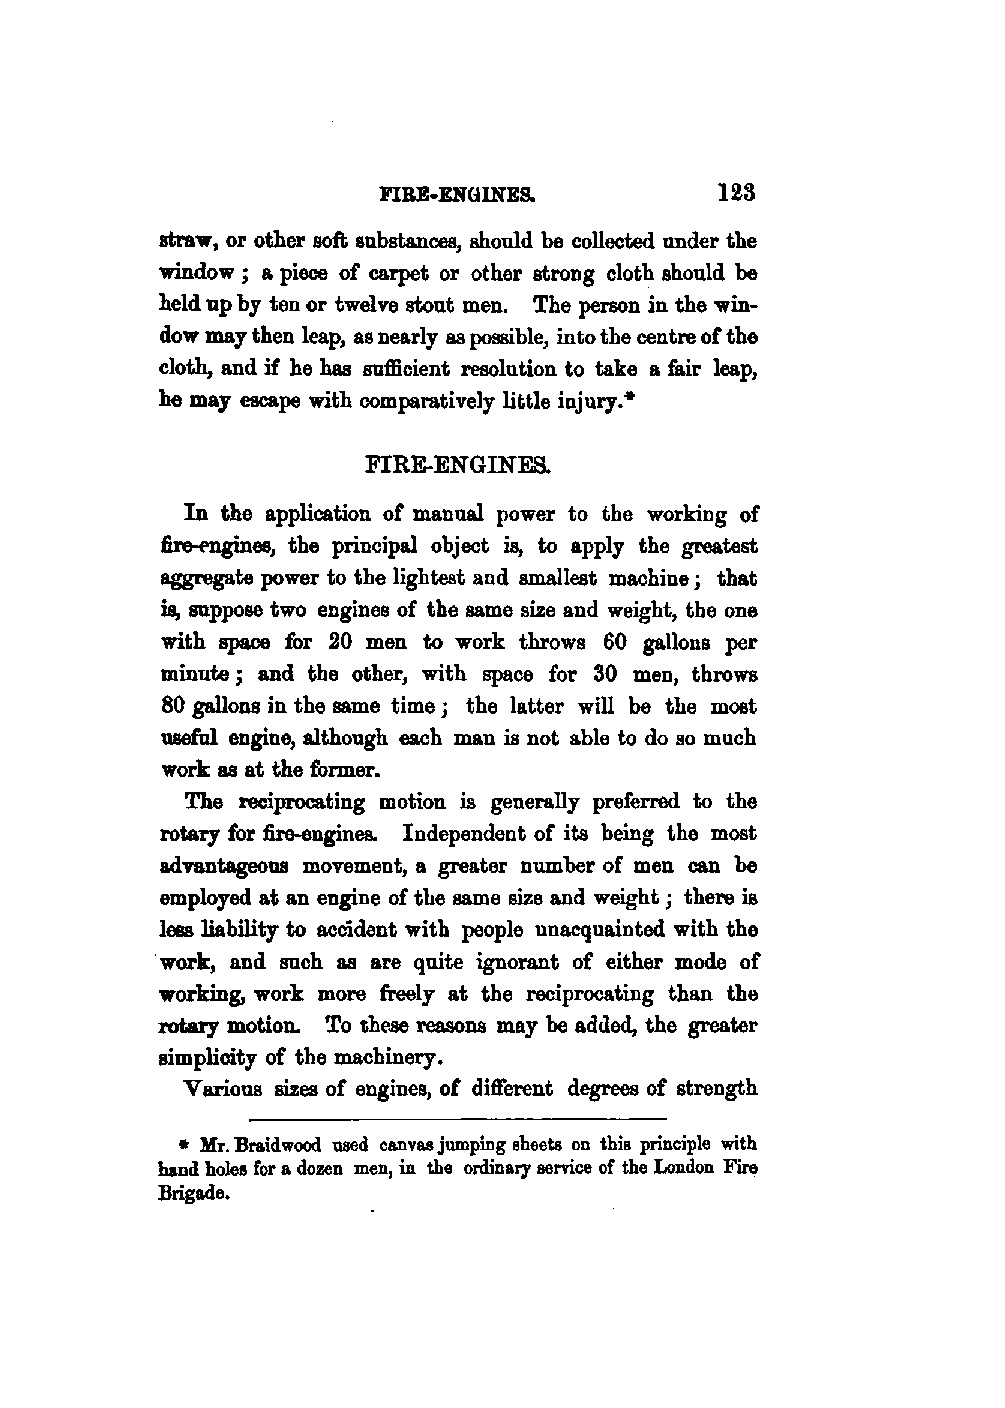 FIRE-ENGINES. 123
straw, or other soft substances, should be collected under the
window ; a piece of carpet or other strong cloth should be
held up by ten or twelve stout men. The person in the win-
dow may then leap, as nearly as possible, into the centre of the
cloth, and if he has sufficient resolution to take a fair leap,
he may escape with comparatively little injury.*
FIRE-ENGINES.
In the application of manual power to the working of
fire-engines, the principal object is, to apply the greatest
aggregate power to the lightest and smallest machine ; that
is, suppose two engines of the same size and weight, the one
with space for 20 men to work throws 60 gallons per
minute ; and the other, with space for 30 men, throws
80 gallons in the same time ; the latter will be the most
useful engine, although each man is not able to do so much
work as at the former.
The reciprocating motion is generally preferred to the
rotary for fire-engines. Independent of its being the most
advantageous movement, a greater number of men can be
employed at an engine of the same size and weight ; there is
less liability to accident with people unacquainted with the
work, and such as are quite ignorant of either mode of
working, work more freely at the reciprocating than the
rotary motion. To these reasons may be added, the greater
simplicity of the machinery.
Various sizes of engines, of different degrees of strength
* Mr. Braidwood used canvas jumping sheets on this principle with
hand holes for a dozen men, in the ordinary service of the London Fire
Brigade.